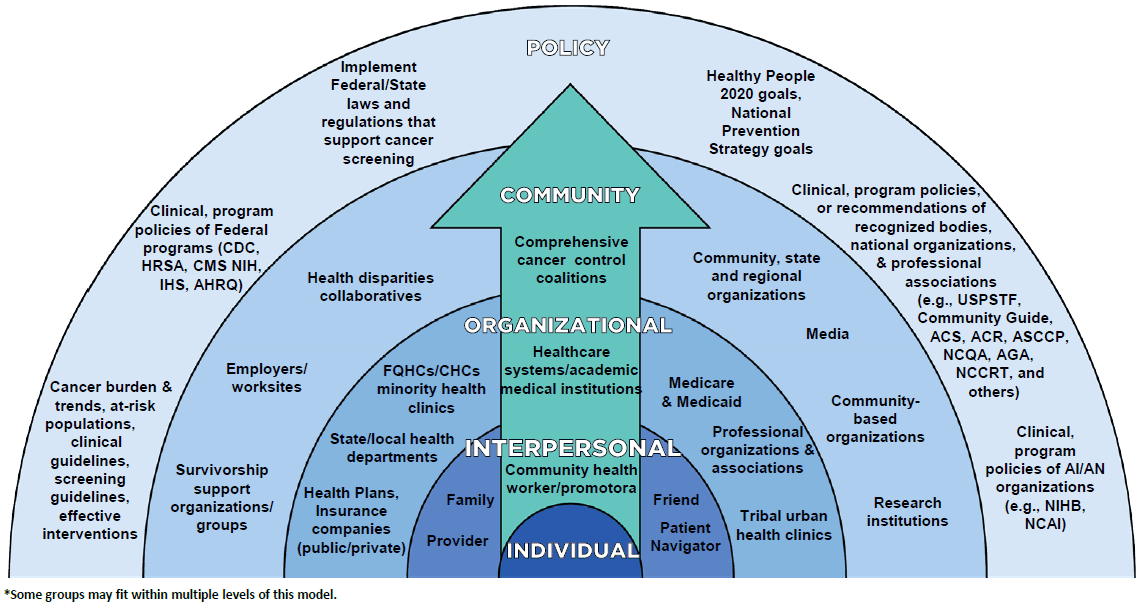 POLICY
Implement
Federal/State
laws and
regulations that
support cancer
screening
Healthy People
2020 goals,
National
Prevention
Strategy goals
Clinical, program
policies of Federal
programs (CDC,
HRSA, CMS NIH,
IHS, AHRQ)
Clinical, program policies,
or recommendations of
recognized bodies,
national organizations,
& professional
associations
(e.g., USPSTF,
Community Guide,
ACS, ACR, ASCCP,
NCQA, AGA,
NCCRT, and
others)
Cancer burden &
trends, at-risk
populations,
clinical
guidelines,
screening
guidelines,
effective
interventions
Clinical,
program
policies of AI/AN
organizations
(e.g., NIHB,
NCAI)
COMMUNITY
Comprehensive
cancer control
coalitions
Health disparities
collaboratives
Community, state
and regional
organizations
Media
Employers/
worksites
Community-
based
organizations
Survivorship
support
organizations/
groups
Research
institutions
ORGANIZATIONAL
Healthcare
systems/academic
medical institutions
FQHCs/CHCs
minority health
clinics
Medicare
& Medicaid
State/local health
departments
Professional
organizations &
associations
Health Plans,
Insurance
companies
(public/private)
Tribal urban
health clinics
INTERPERSONAL
Community health
worker/promotora
Family
Friend
Provider
Patient
Navigator
INDIVIDUAL
*Some groups may fit within multiple levels of this model.